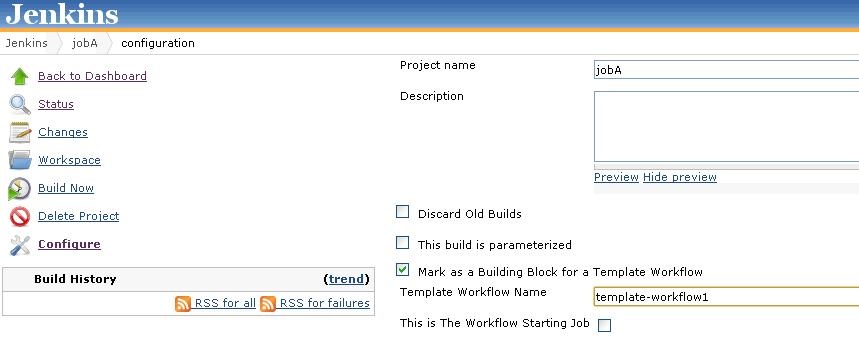 Jenkins
Jenkins jobA configuration
Back to Dashboard
Status
Changes
Workspace
Build Now
Delete Project
Configure
Build History (trend)
RSS for all RSS for failures
Project name jobA
Description
Preview Hide preview
Discard Old Builds
This build is parameterized
Mark as a Building Block for a Template Workflow
Template Workflow Name template-workflow1
This is The Workflow Starting Job